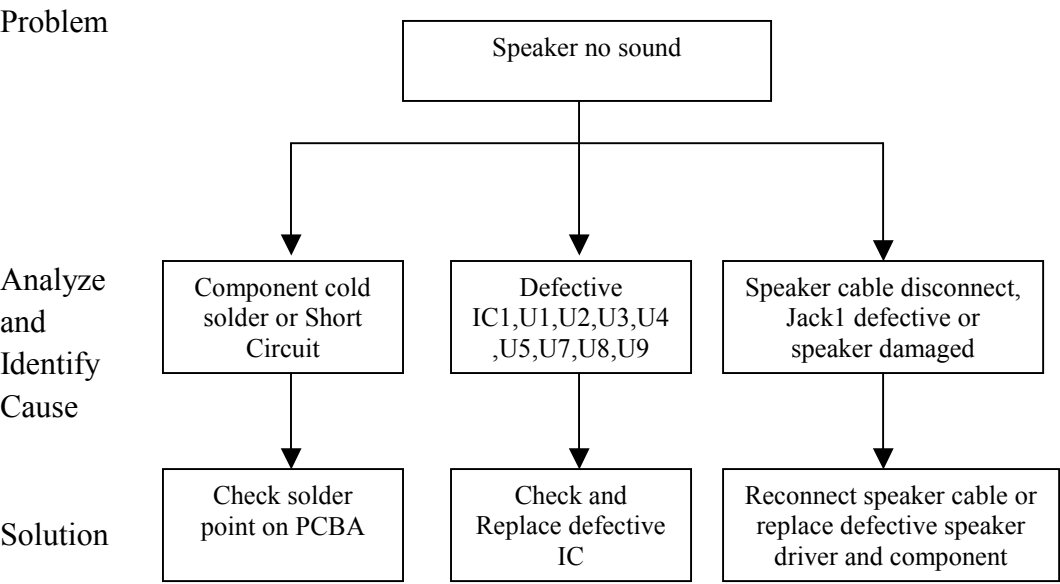 Problem
Speaker no sound
Analyze
and
Identify
Cause
Component cold
solder or Short
Circuit
Defective
IC1,U1,U2,U3,U4
,U5,U7,U8,U9
Speaker cable disconnect,
Jack1 defective or
speaker damaged
Solution
Check solder
point on PCBA
Check and
Replace defective
IC
Reconnect speaker cable or
replace defective speaker
driver and component